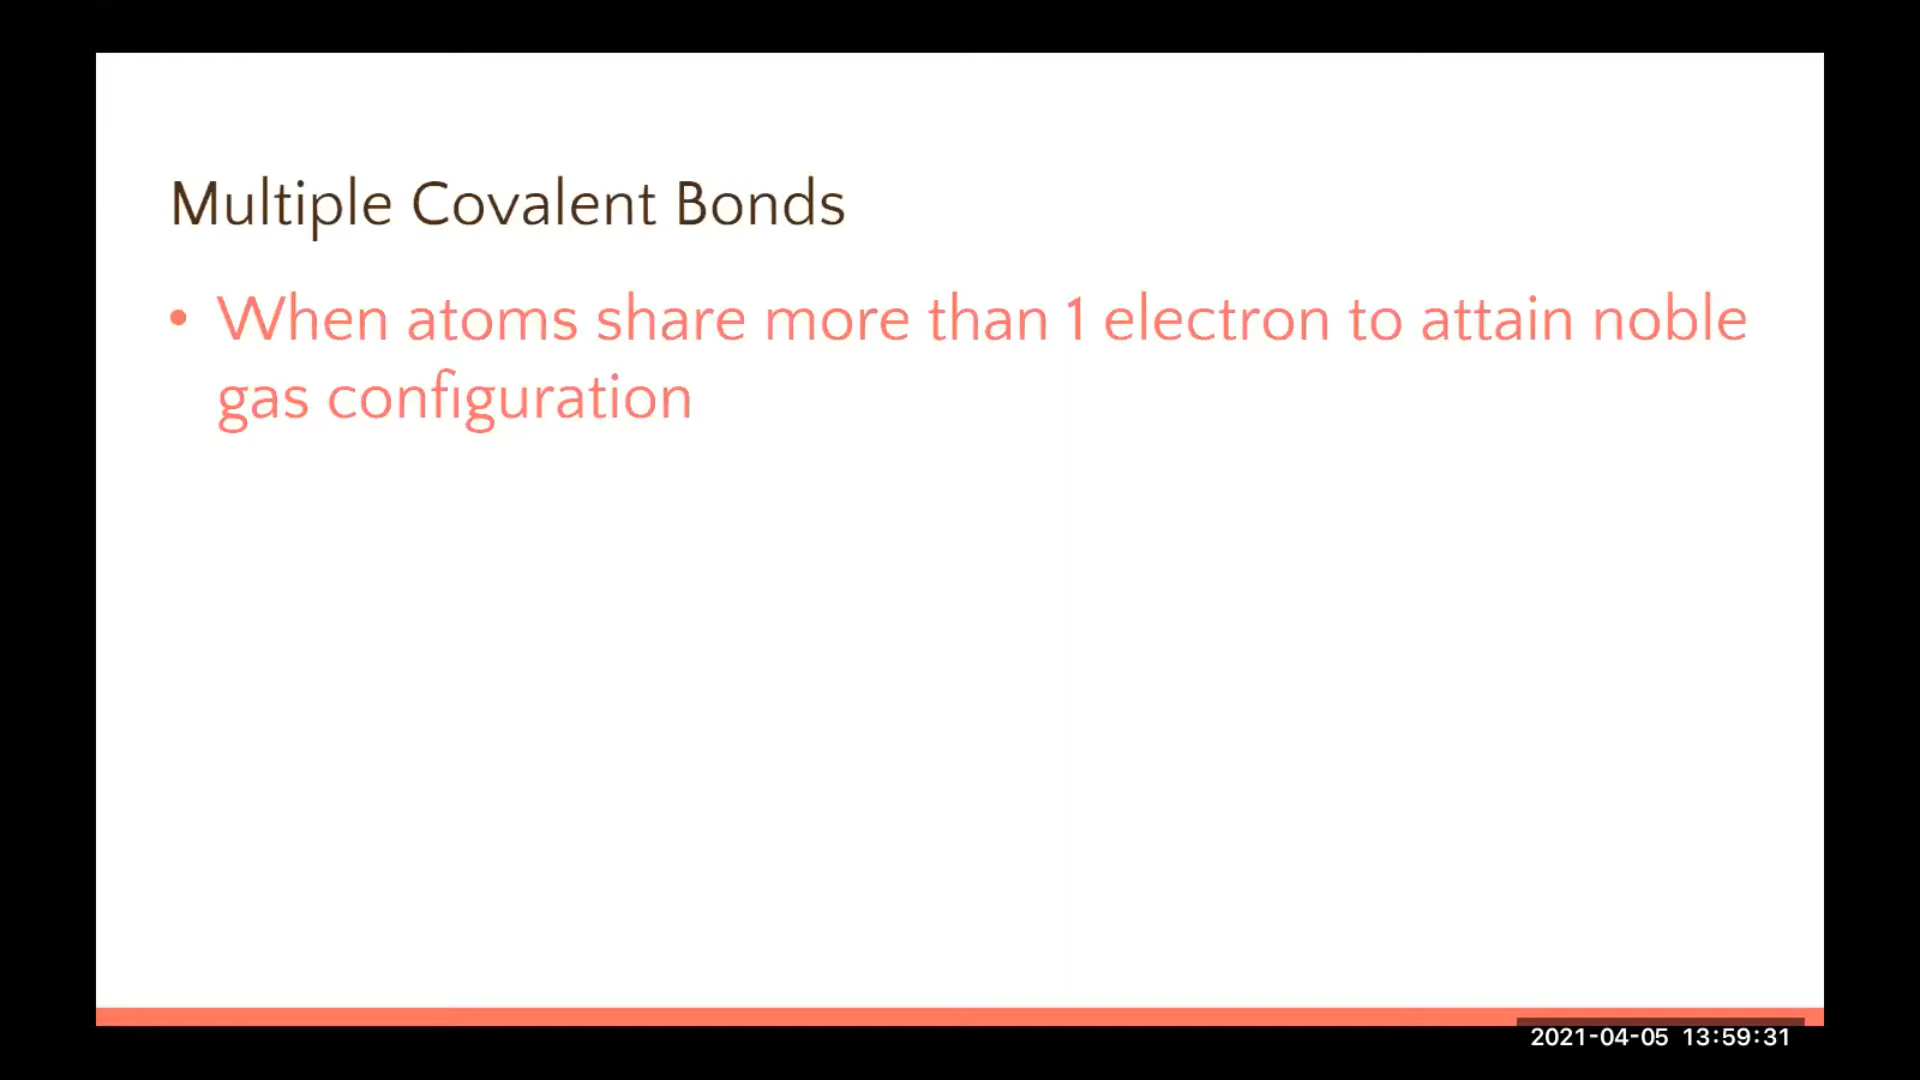 Multiple Covalent Bonds
• When atoms share more than 1 electron to attain noble
gas configuration
2021-04-05 13:59:31